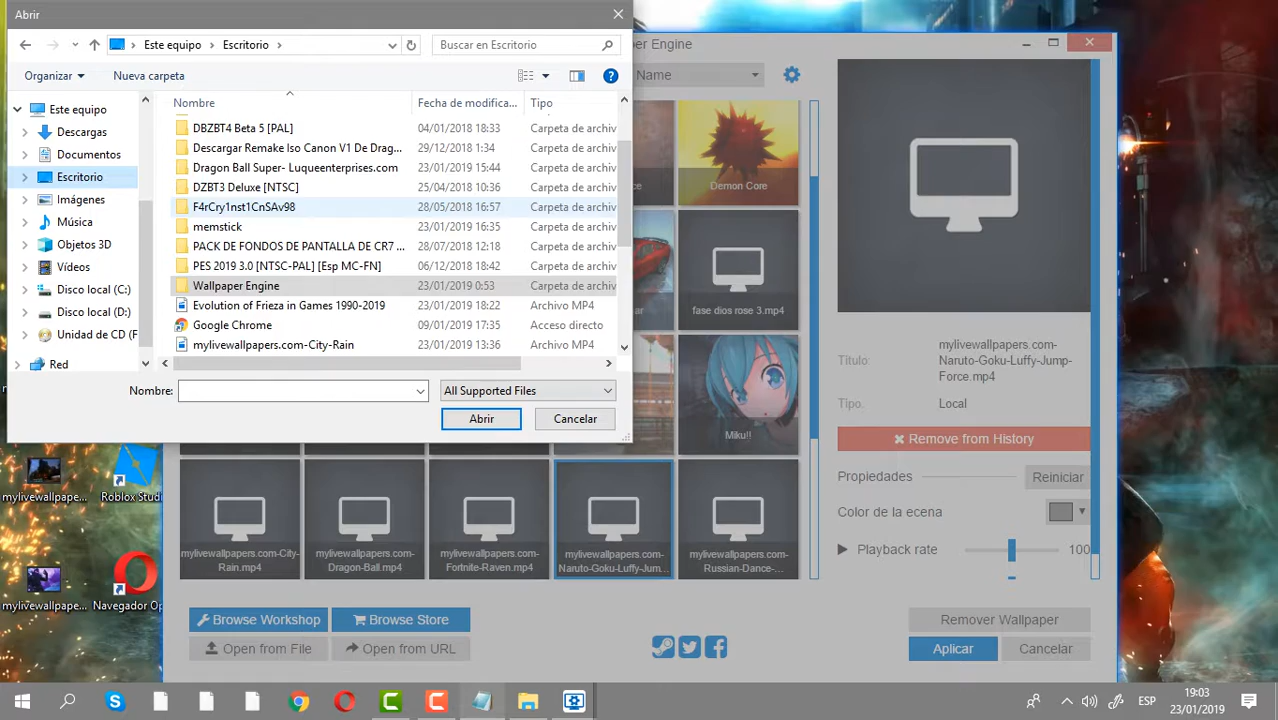 Abrir
Este equipo > Escritorio >
Buscar en Escritorio
Organizar
Nueva carpeta
Este equipo
Descargas
Documentos
Escritorio
Imágenes
Música
Objetos 3D
Vídeos
Disco local (C:)
Disco local (D:)
Unidad de CD (F
Red
Nombre
Fecha de modifica...
Tipo
DBZBT4 Beta 5 [PAL] 04/01/2018 18:33 Carpeta de archiv
Descargar Remake Iso Canon V1 De Drag... 29/12/2018 1:34 Carpeta de archiv
Dragon Ball Super- Luqueenterprises.com 23/01/2019 15:44 Carpeta de archiv
DZBT3 Deluxe [NTSC] 25/04/2018 10:36 Carpeta de archiv
F4rCry1nst1CnSAv98 28/05/2018 16:57 Carpeta de archiv
memstick 23/01/2019 16:35 Carpeta de archiv
PACK DE FONDOS DE PANTALLA DE CR7 ... 28/07/2018 12:18 Carpeta de archiv
PES 2019 3.0 [NTSC-PAL] [Esp MC-FN] 06/12/2018 18:42 Carpeta de archiv
Wallpaper Engine 23/01/2019 0:53 Carpeta de archiv
Evolution of Frieza in Games 1990-2019 23/01/2019 18:22 Archivo MP4
Google Chrome 09/01/2019 17:35 Acceso directo
mylivewallpapers.com-City-Rain 23/01/2019 13:36 Archivo MP4
Nombre:
All Supported Files
Abrir
Cancelar
er Engine
Name
Demon Core
fase dios rose 3.mp4
Miku!!
mylivewallpapers.com-City-
Rain.mp4
mylivewallpapers.com-
Dragon-Ball.mp4
mylivewallpapers.com-
Fortnite-Raven.mp4
mylivewallpapers.com-
Naruto-Goku-Luffy-Jum...
mylivewallpapers.com-
Russian-Dance-...
Título:
mylivewallpapers.com-
Naruto-Goku-Luffy-Jump-
Force.mp4
Tipo.
Local
Remove from History
Propiedades
Reiniciar
Color de la ecena
Playback rate
100
Browse Workshop
Browse Store
Open from File
Open from URL
Remover Wallpaper
Aplicar
Cancelar
mylivewallpape...
Roblox Studi
mylivewallpape...
Navegador Op
ESP
19:03
23/01/2019